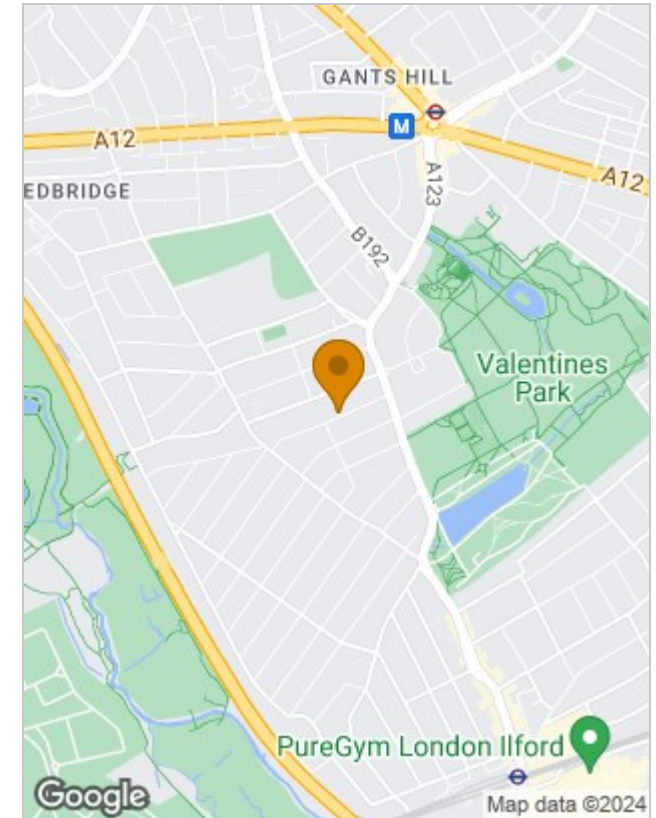 GANTS HILL
M
A12
A123
A12
EDBRIDGE
B192
Valentines
Park
PureGym London Ilford
Google
Map data ©2024